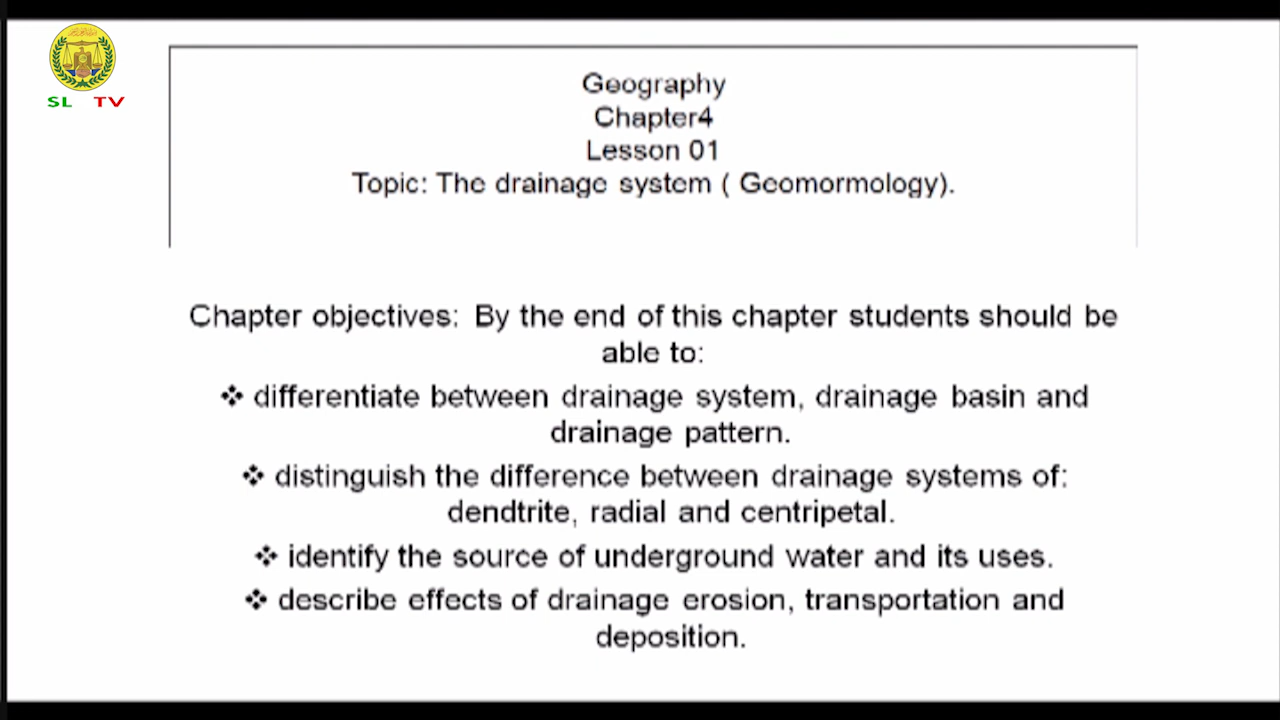 SL TV
Geography
Chapter4
Lesson 01
Topic: The drainage system ( Geomormology).
Chapter objectives: By the end of this chapter students should be
able to:
❖ differentiate between drainage system, drainage basin and
drainage pattern.
❖ distinguish the difference between drainage systems of:
dendtrite, radial and centripetal.
❖ identify the source of underground water and its uses.
❖ describe effects of drainage erosion, transportation and
deposition.